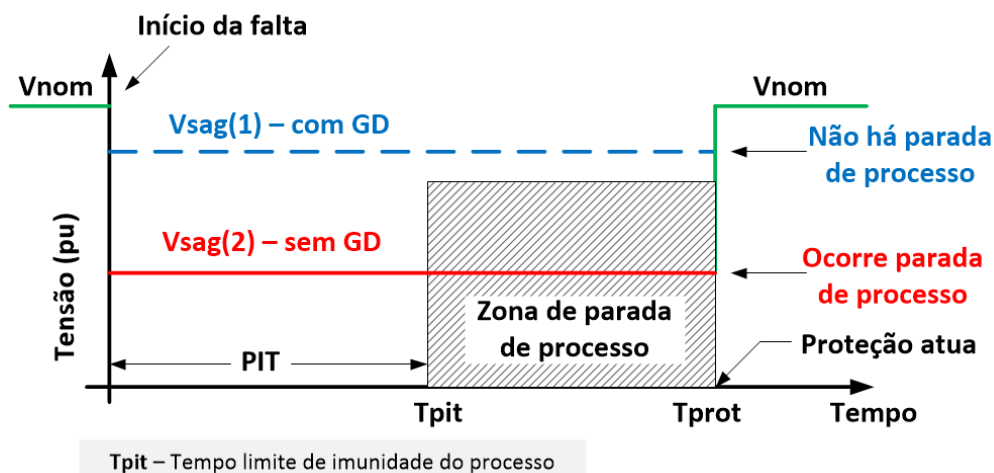 Início da falta
Vnom
Vnom
Vsag(1) – com GD
Não há parada
de processo
Tensão (pu)
Vsag(2) – sem GD
Ocorre parada
de processo
Zona de parada
de processo
PIT
Proteção atua
Tpit
Tprot
Tempo
Tpit – Tempo limite de imunidade do processo